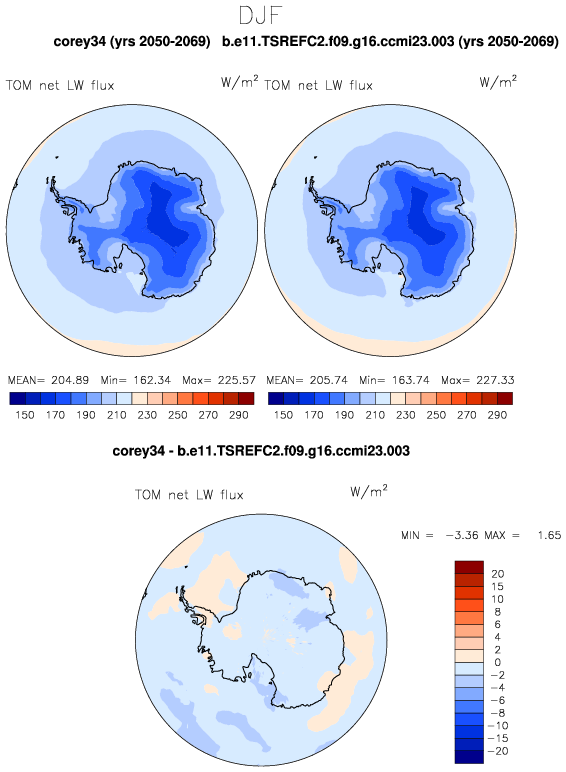 DJF
corey34 (yrs 2050-2069) b.e11.TSREFC2.f09.g16.ccmi23.003 (yrs 2050-2069)
TOM net LW flux W/m² TOM net LW flux W/m²
MEAN= 204.89 Min= 162.34 Max= 225.57 MEAN= 205.74 Min= 163.74 Max= 227.33
150 170 190 210 230 250 270 290 150 170 190 210 230 250 270 290
corey34 - b.e11.TSREFC2.f09.g16.ccmi23.003
TOM net LW flux W/m²
MIN = -3.36 MAX = 1.65
20
15
10
8
6
4
2
0
-2
-4
-6
-8
-10
-15
-20